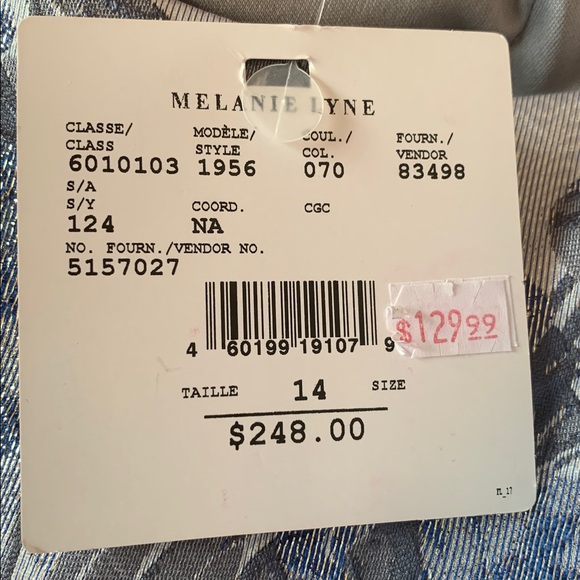 MELANIE LYNE
CLASSE/ MODÈLE/ COUL./ FOURN./
CLASS STYLE COL. VENDOR
6010103 1956 070 83498
S/A
S/Y COORD. CGC
124 NA
NO. FOURN./VENDOR NO.
5157027
4 60199 19107 9
$129.99
TAILLE 14 SIZE
$248.00